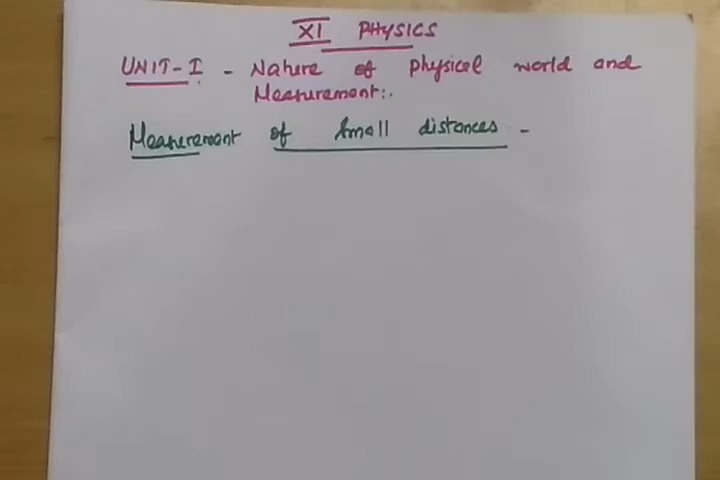 XI PHYSICS
UNIT-I - Nature of physical world and
Measurement:.
Measurement of Small distances -